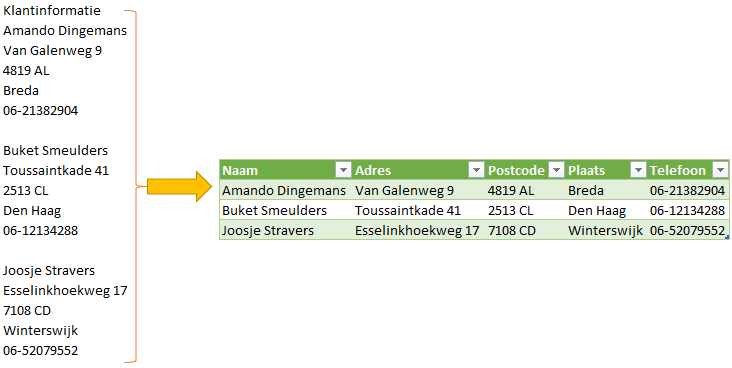 Klantinformatie
Amando Dingemans
Van Galenweg 9
4819 AL
Breda
06-21382904
Buket Smeulders
Toussaintkade 41
2513 CL
Den Haag
06-12134288
Joosje Stravers
Esselinkhoekweg 17
7108 CD
Winterswijk
06-52079552
Naam Adres Postcode Plaats Telefoon
Amando Dingemans Van Galenweg 9 4819 AL Breda 06-21382904
Buket Smeulders Toussaintkade 41 2513 CL Den Haag 06-12134288
Joosje Stravers Esselinkhoekweg 17 7108 CD Winterswijk 06-52079552